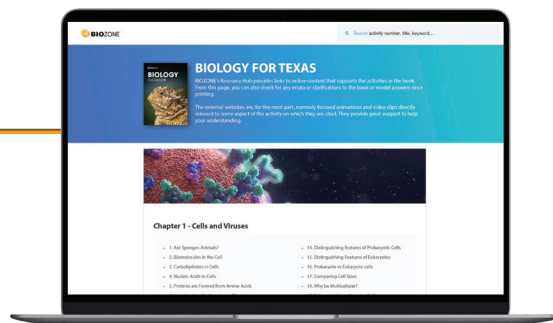 BIOZONE
Search activity number, title, keyword...
BIOLOGY
BIOLOGY FOR TEXAS
BIOZONE's Resource Hub provides links to online content that supports the activities in the book.
From this page, you can also check for any errata or clarifications to the book or model answers since
printing.
The external websites are, for the most part, narrowly focused animations and video clips directly
relevant to some aspect of the activity on which they are cited. They provide great support to help
your understanding.
Chapter 1 - Cells and Viruses
1. Are Sponges Animals?
2. Biomolecules in the Cell
3. Carbohydrates in Cells
4. Nucleic Acids in Cells
5. Proteins are Formed from Amino Acids
14. Distinguishing Features of Prokaryotic Cells
15. Distinguishing Features of Eukaryotes
16. Prokaryote vs Eukaryote cells
17. Comparing Cell Sizes
18. Why be Multicellular?